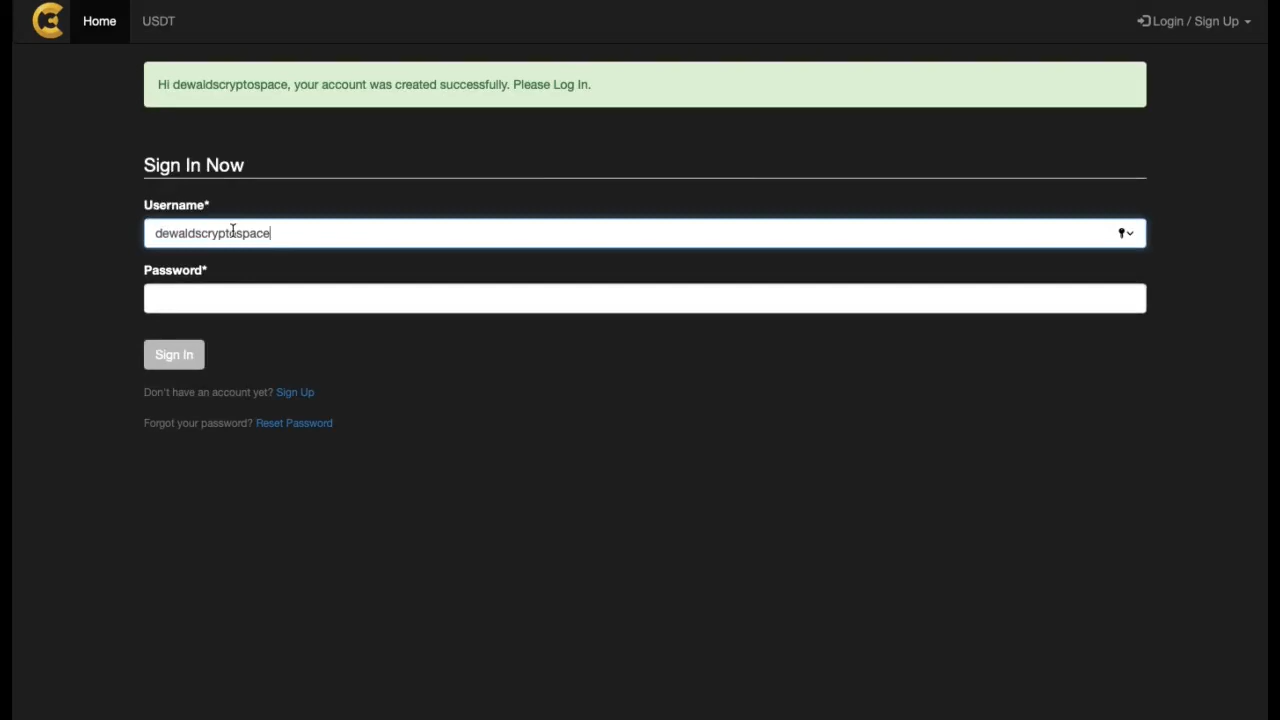 Home
USDT
Login / Sign Up
Hi dewaldscryptospace, your account was created successfully. Please Log In.
Sign In Now
Username*
dewaldscryptospace
Password*
Sign In
Don't have an account yet? Sign Up
Forgot your password? Reset Password